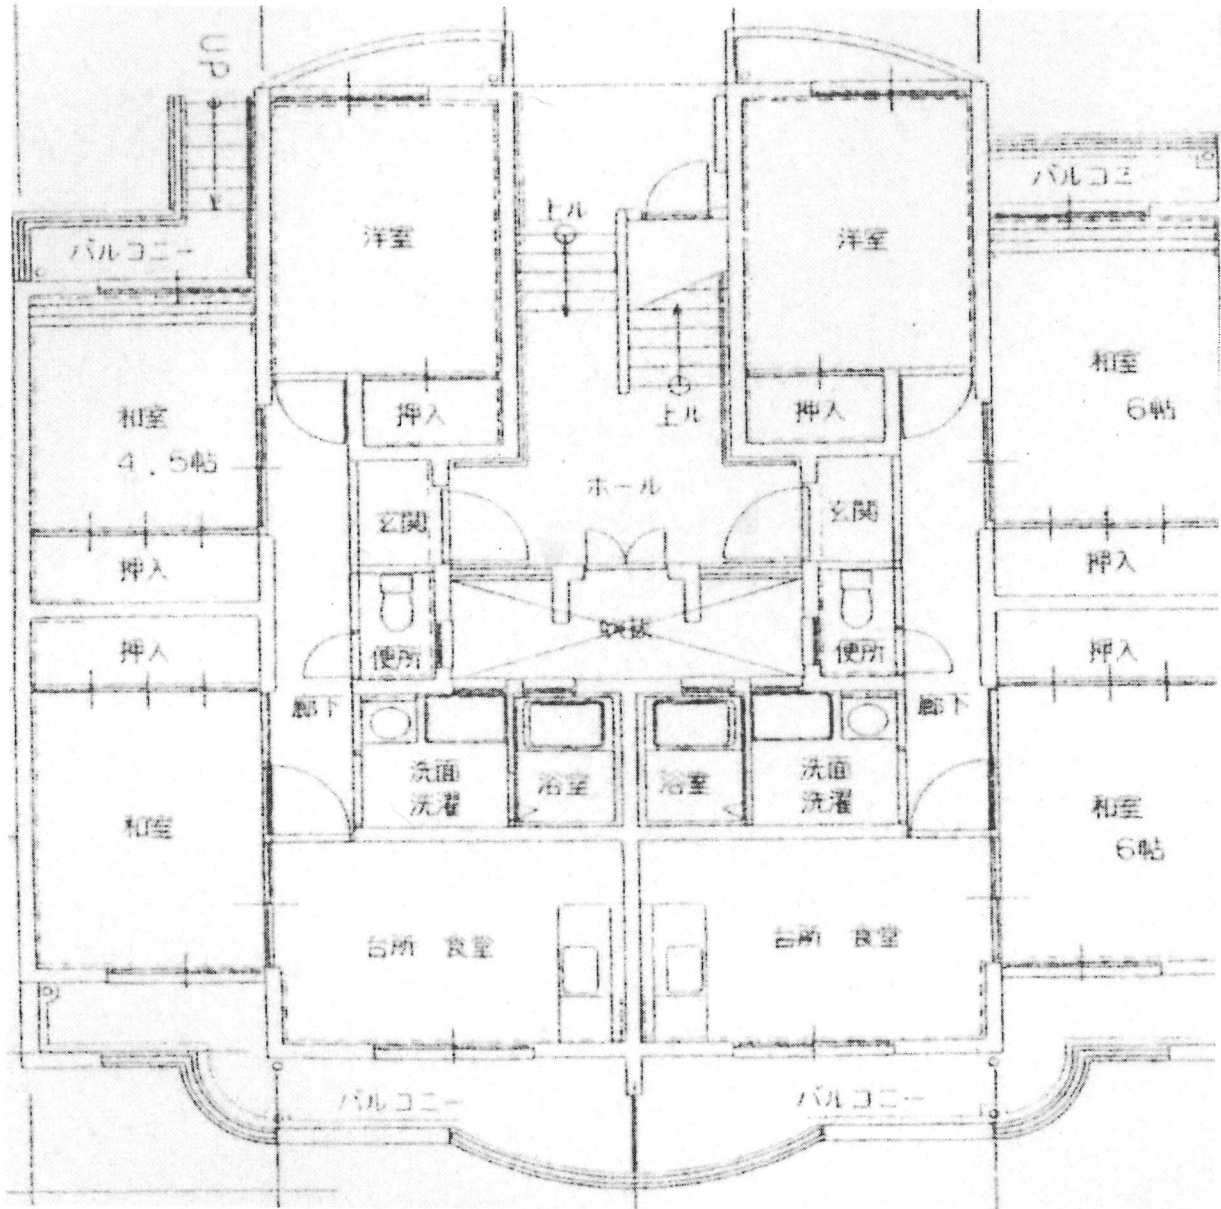 UP
バルコニー
バルコニー
洋室
上ル
洋室
和室
4.5帖
押入
上ル
押入
和室
6帖
ホール
玄関
玄関
押入
押入
便所
吹抜
便所
押入
押入
廊下
廊下
洗面
洗濯
浴室
浴室
洗面
洗濯
和室
和室
6帖
台所 食堂
台所 食堂
バルコニー
バルコニー